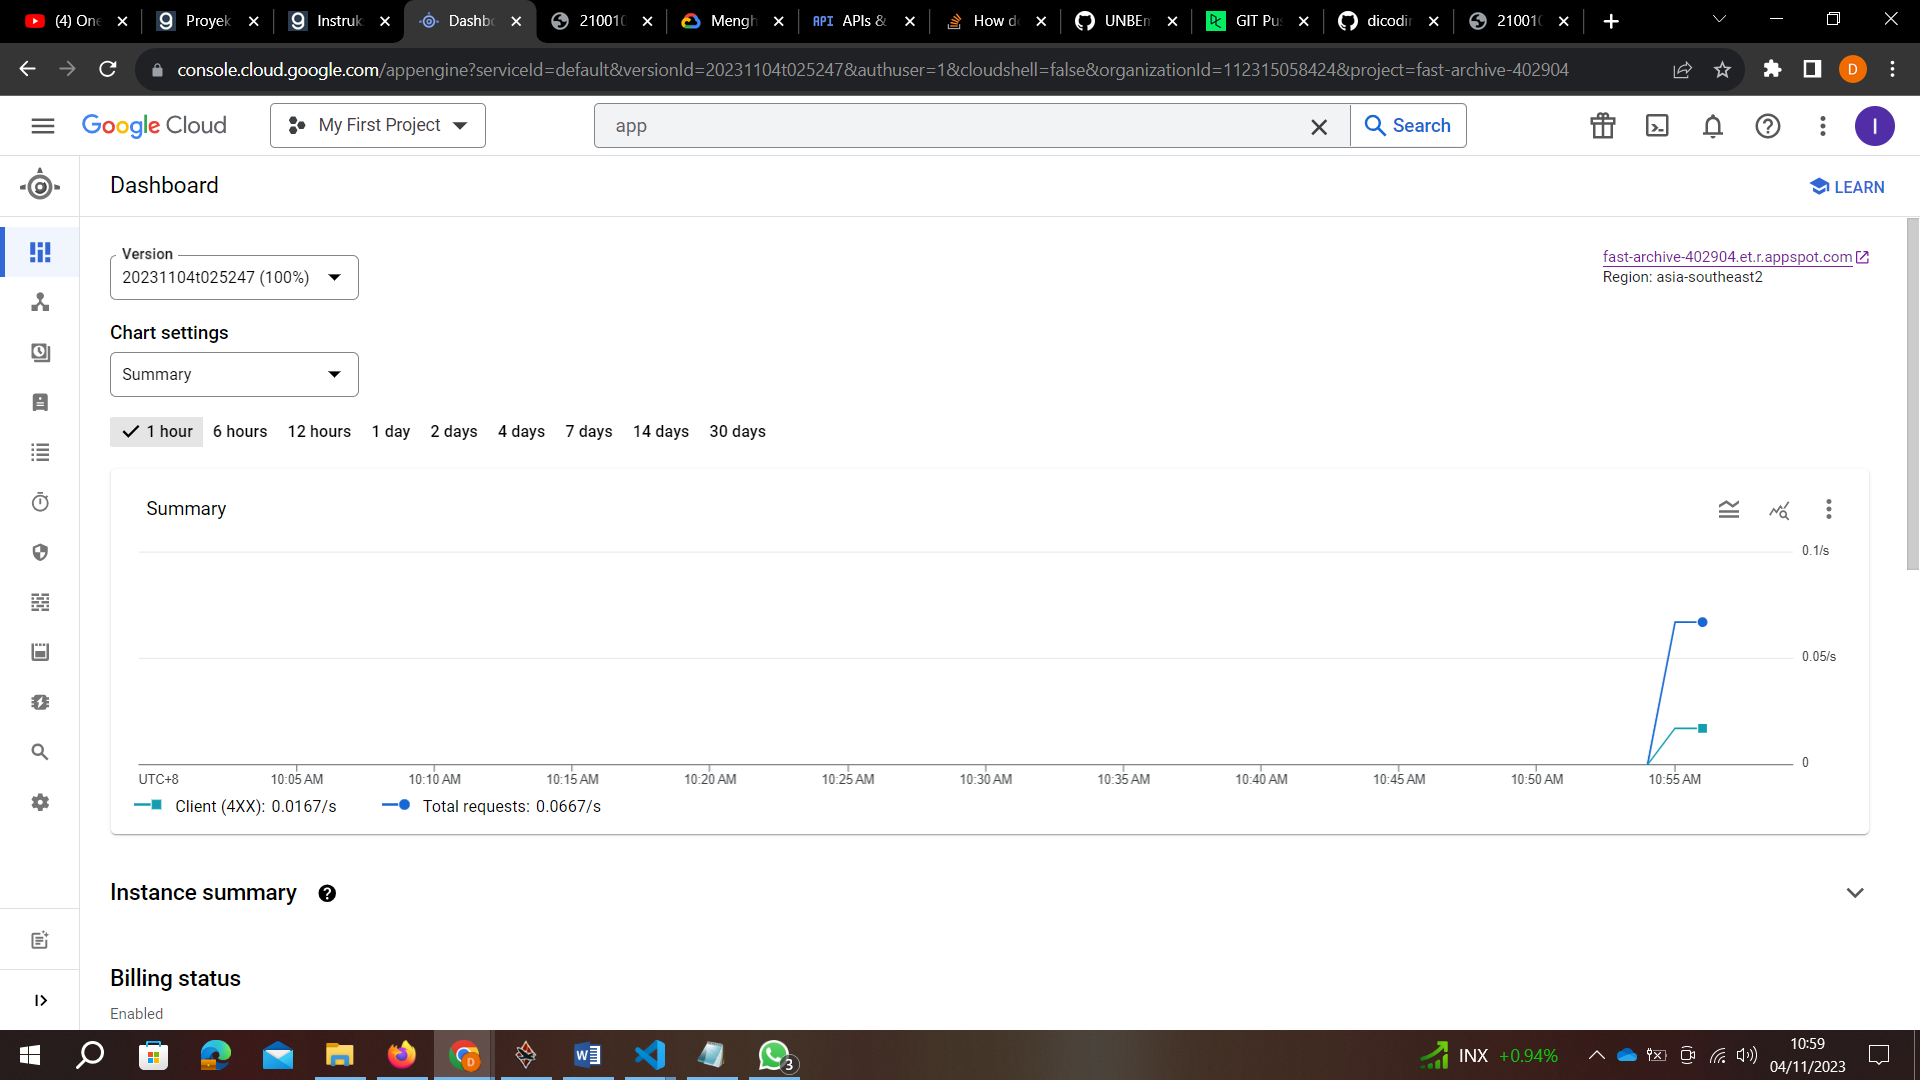 (4) One
Proyek
Instruk
Dashbo
21001
Mengh
API APIs &
How do
UNBEm
GIT Pus
dicodin
21001
console.cloud.google.com/appengine?serviceId=default&versionId=20231104t025247&authuser=1&cloudshell=false&organizationId=112315058424&project=fast-archive-402904
D
Google Cloud
My First Project
app
Search
I
Dashboard
LEARN
Version
20231104t025247 (100%)
fast-archive-402904.et.r.appspot.com
Region: asia-southeast2
Chart settings
Summary
1 hour 6 hours 12 hours 1 day 2 days 4 days 7 days 14 days 30 days
Summary
0.1/s
0.05/s
0
UTC+8 10:05 AM 10:10 AM 10:15 AM 10:20 AM 10:25 AM 10:30 AM 10:35 AM 10:40 AM 10:45 AM 10:50 AM 10:55 AM
Client (4XX): 0.0167/s Total requests: 0.0667/s
Instance summary
Billing status
Enabled
3
INX +0.94%
10:59
04/11/2023